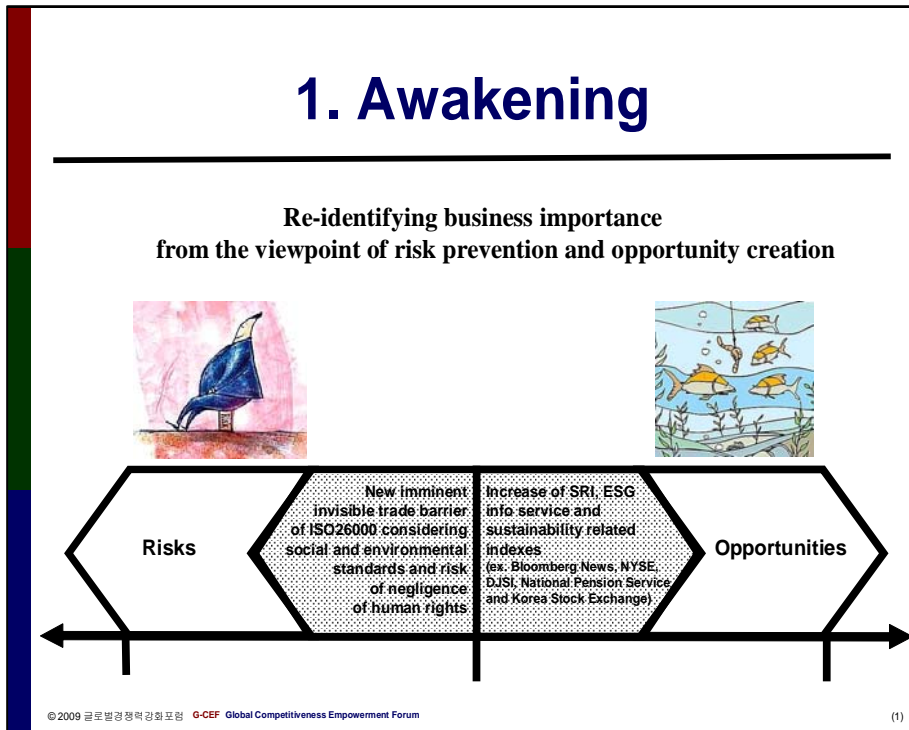 1. Awakening
Re-identifying business importance
from the viewpoint of risk prevention and opportunity creation
Risks
New imminent
invisible trade barrier
of ISO26000 considering
social and environmental
standards and risk
of negligence
of human rights
Increase of SRI, ESG
info service and
sustainability related
indexes
(ex. Bloomberg News, NYSE,
DJSI, National Pension Service
and Korea Stock Exchange)
Opportunities
© 2009 글로벌경쟁력강화포럼 G-CEF Global Competitiveness Empowerment Forum
(1)